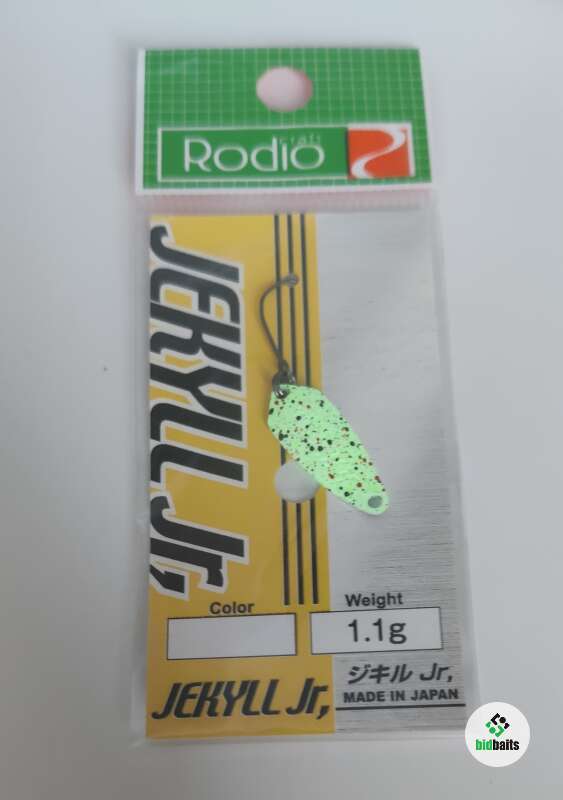 craft
Rodio
JEKYLL Jr,
Color
Weight
1.1g
JEKYLL Jr,
ジキル Jr,
MADE IN JAPAN
bidbaits